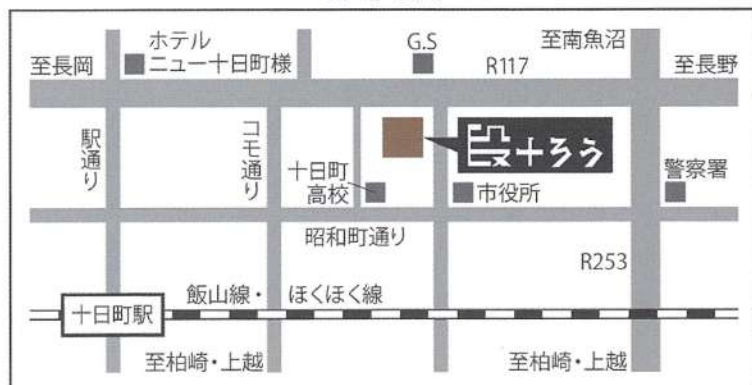 ホテル
ニュー十日町様
G.S
至南魚沼
至長岡
R117
至長野
駅通り
コモ通り
段十ろう
十日町
高校
市役所
警察署
昭和町通り
R253
飯山線・ほくほく線
十日町駅
至柏崎・上越
至柏崎・上越